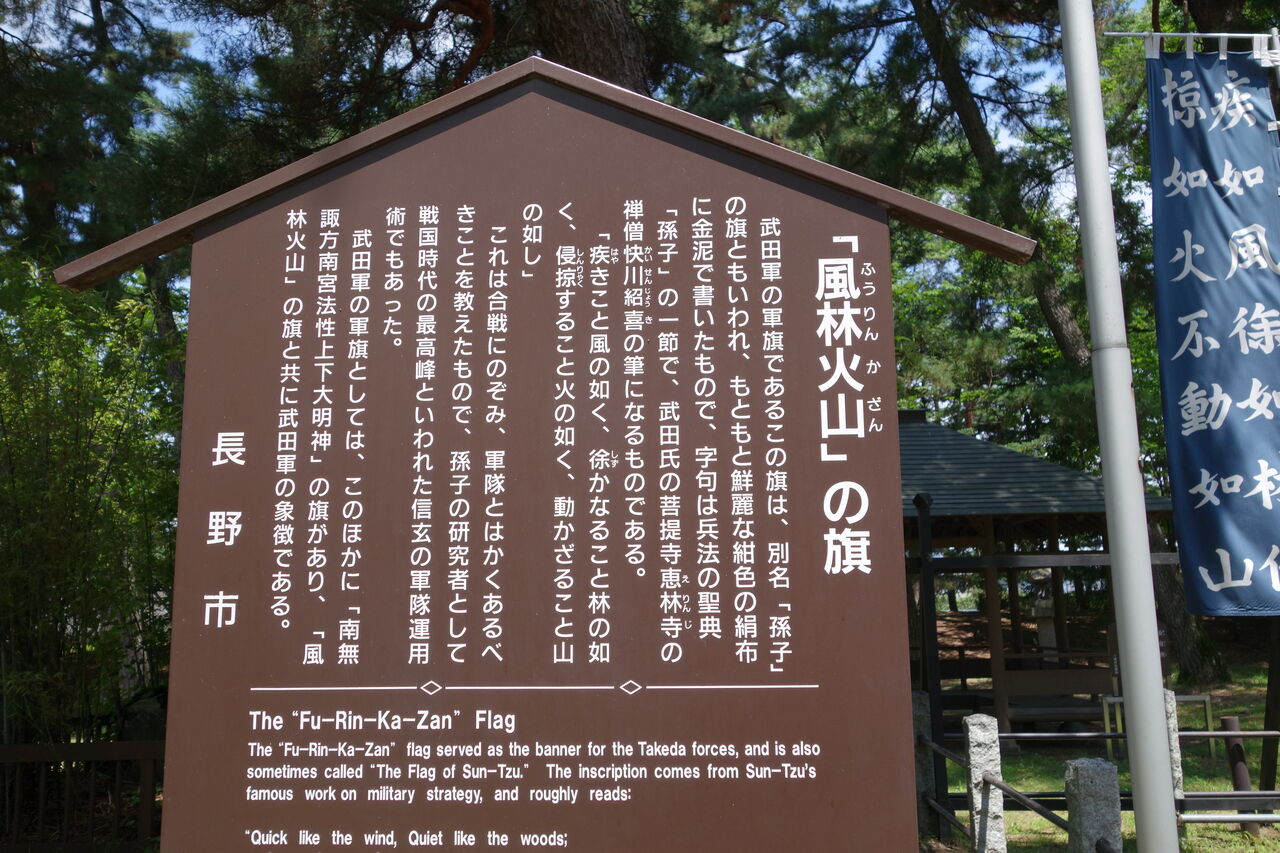 「風林火山」の旗
武田軍の軍旗であるこの旗は、別名「孫子」
の旗ともいわれ、もともと鮮麗な紺色の絹布
に金泥で書いたもので、字句は兵法の聖典
「孫子」の一節で、武田氏の菩提寺恵林寺の
禅僧快川紹喜の筆になるものである。
「疾きこと風の如く、徐かなること林の如
く、侵掠すること火の如く、動かざること山
の如し」
これは合戦にのぞみ、軍隊とはかくあるべ
きことを教えたもので、孫子の研究者として
戦国時代の最高峰といわれた信玄の軍隊運用
術でもあった。
武田軍の軍旗としては、このほかに「南無
諏方南宮法性上下大明神」の旗があり、「風
林火山」の旗と共に武田軍の象徴である。
長野市
The “Fu-Rin-Ka-Zan” Flag
The “Fu-Rin-Ka-Zan” flag served as the banner for the Takeda forces, and is also
sometimes called “The Flag of Sun-Tzu.” The inscription comes from Sun-Tzu's
famous work on military strategy, and roughly reads:
“Quick like the wind, Quiet like the woods;
疾如風徐如林侵
掠如火不動如山